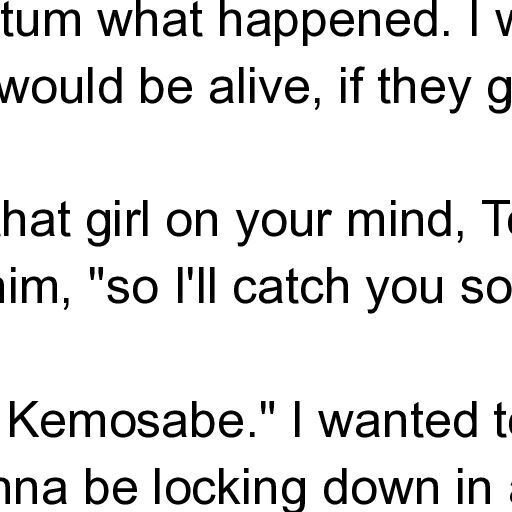 tum what happened. I w
would be alive, if they g
hat girl on your mind, T
him, "so I'll catch you so
Kemosabe." I wanted t
nna be locking down in a